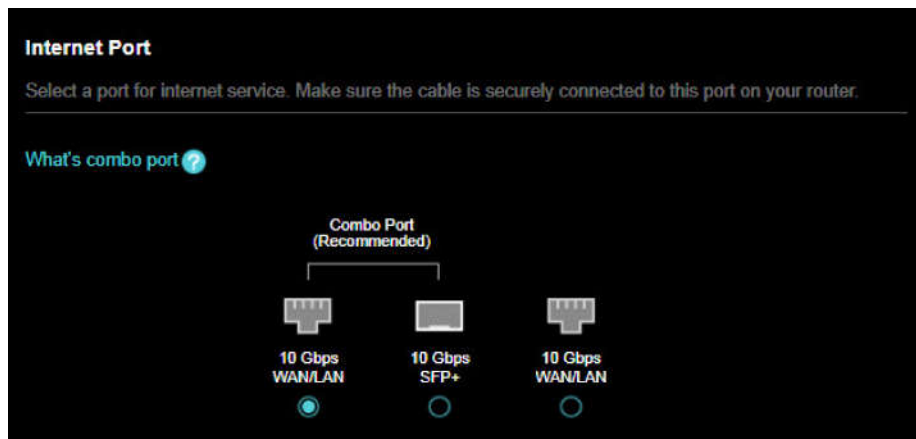 Internet Port
Select a port for internet service. Make sure the cable is securely connected to this port on your router.
What's combo port ?
Combo Port
(Recommended)
10 Gbps
WAN/LAN
10 Gbps
SFP+
10 Gbps
WAN/LAN